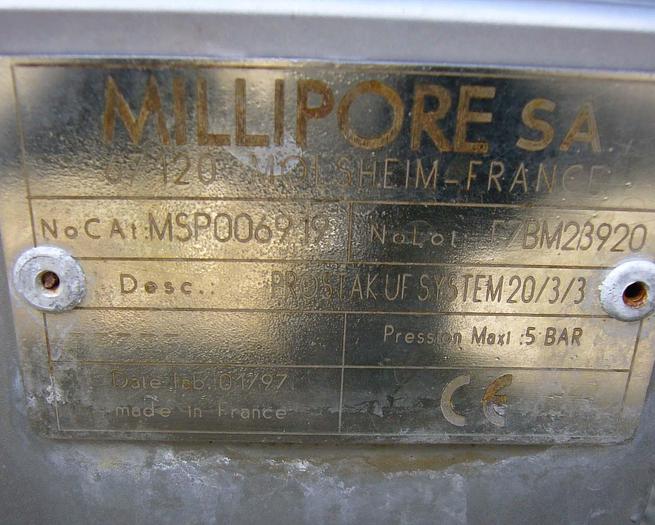 MILLIPORE SA
67120 MOLSHEIM-FRANCE
NoCAt: MSP006919 NoLot F7BM23920
Desc.: PROSTAK UF SYSTEM 20/3/3
Pression Maxi :5 BAR
Date fab. 01/97
made in France CE